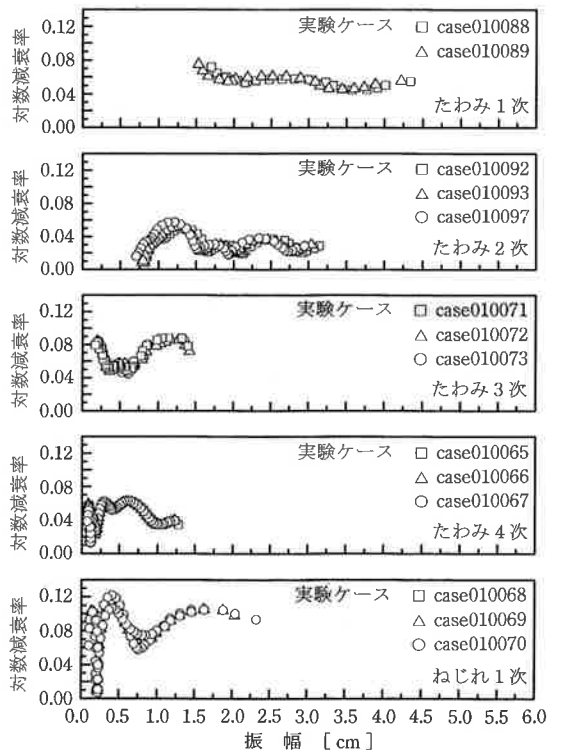 実験ケース □ case010088
△ case010089
たわみ1次
対数減衰率
0.12
0.08
0.04
0.00
実験ケース □ case010092
△ case010093
○ case010097
たわみ2次
対数減衰率
0.12
0.08
0.04
0.00
実験ケース □ case010071
△ case010072
○ case010073
たわみ3次
対数減衰率
0.12
0.08
0.04
0.00
実験ケース □ case010065
△ case010066
○ case010067
たわみ4次
対数減衰率
0.12
0.08
0.04
0.00
実験ケース □ case010068
△ case010069
○ case010070
ねじれ1次
対数減衰率
0.12
0.08
0.04
0.00
0.0 0.5 1.0 1.5 2.0 2.5 3.0 3.5 4.0 4.5 5.0 5.5 6.0
振 幅 [cm]